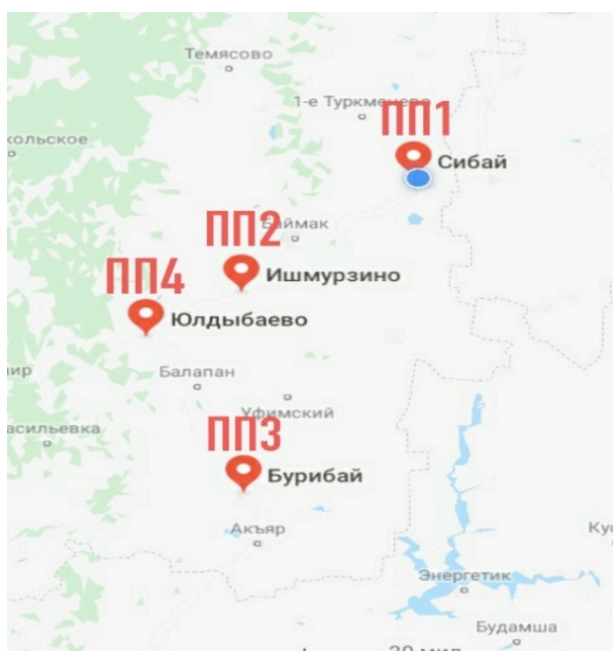 Темясово
1-е Туркменево
ПП1
кольское
Сибай
ПП2
Баймак
ПП4
Ишмурзино
Юлдыбаево
Балапан
ир
Уфимский
асильевка
ПП3
Бурибай
Акъяр
Ку
Энергетик
Будамша